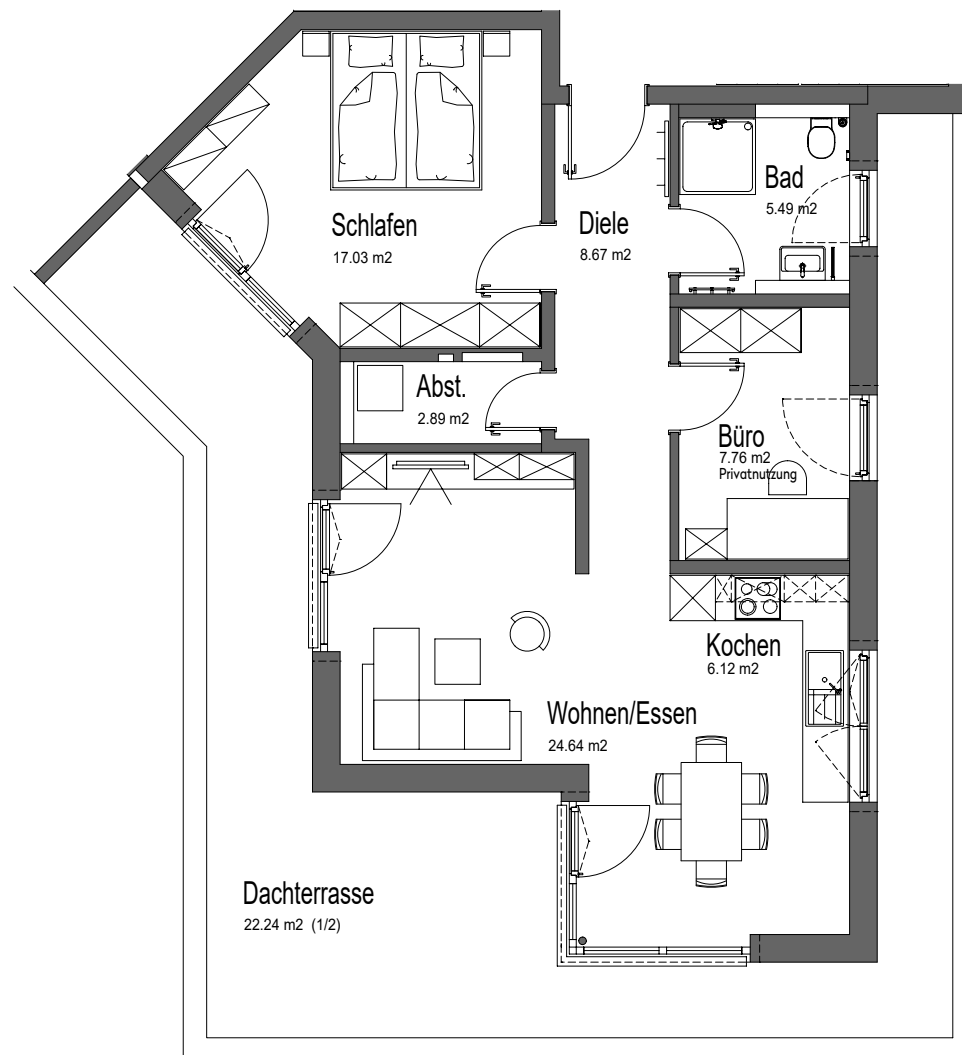 Schlafen
17.03 m2
Diele
8.67 m2
Bad
5.49 m2
Abst.
2.89 m2
Büro
7.76 m2
Privatnutzung
Kochen
6.12 m2
Wohnen/Essen
24.64 m2
Dachterrasse
22.24 m2 (1/2)